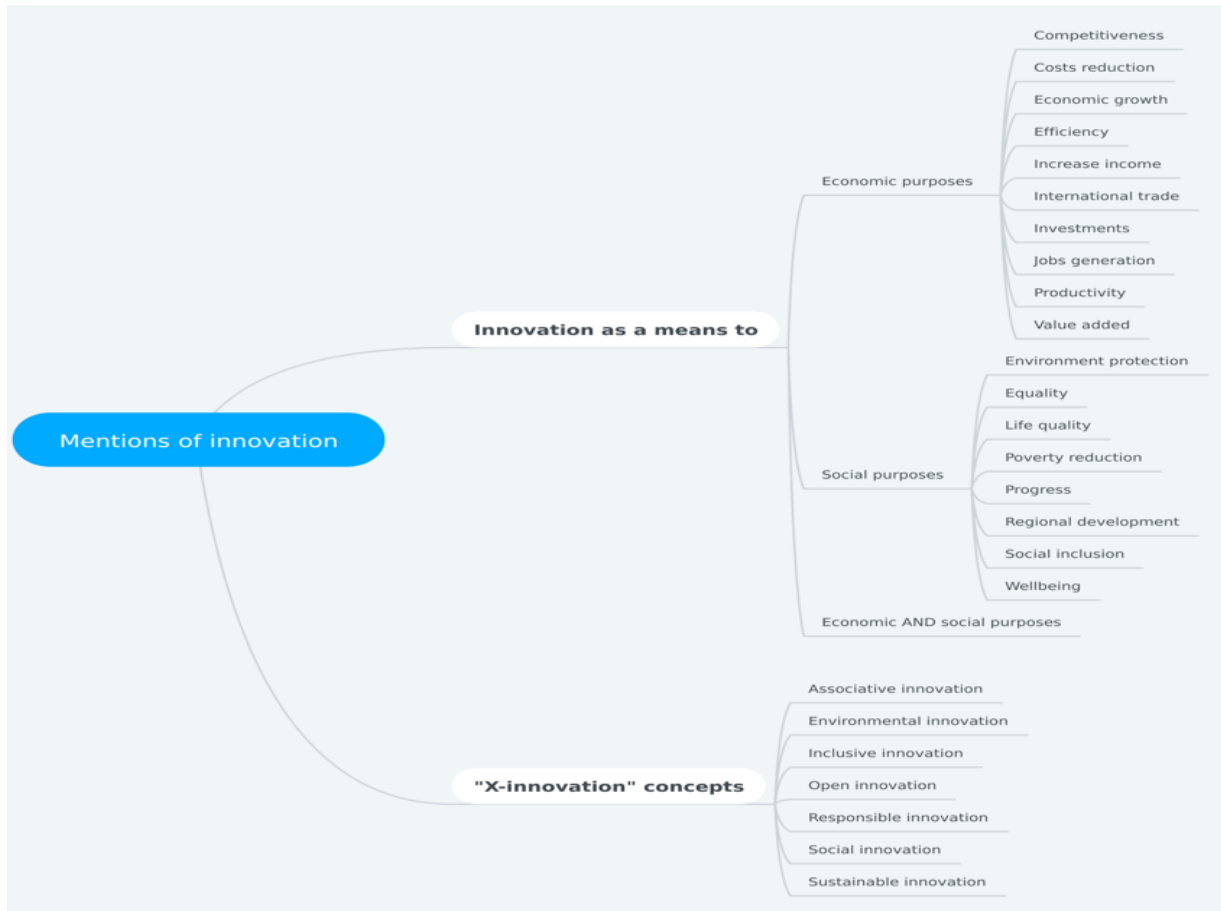 Mentions of innovation
Innovation as a means to
Economic purposes
Competitiveness
Costs reduction
Economic growth
Efficiency
Increase income
International trade
Investments
Jobs generation
Productivity
Value added
Social purposes
Environment protection
Equality
Life quality
Poverty reduction
Progress
Regional development
Social inclusion
Wellbeing
Economic AND social purposes
"X-innovation" concepts
Associative innovation
Environmental innovation
Inclusive innovation
Open innovation
Responsible innovation
Social innovation
Sustainable innovation